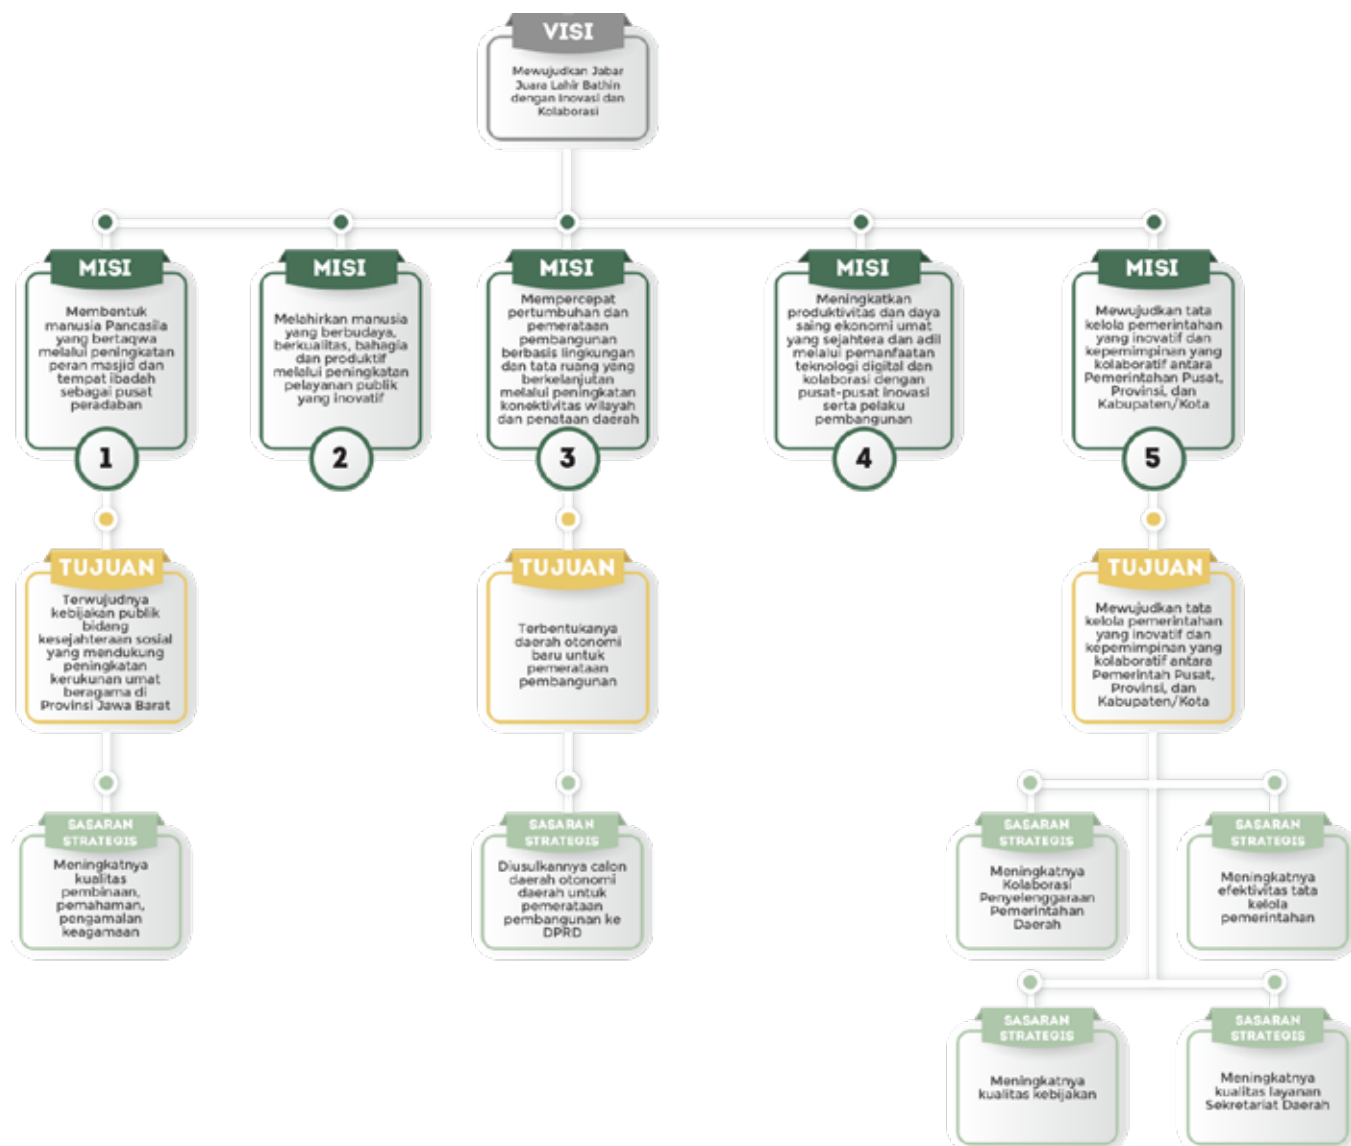 VISI
Mewujudkan Jabar
Juara Lahir Bathin
dengan Inovasi dan
Kolaborasi
MISI
Membentuk
manusia Pancasila
yang bertaqwa
melalui peningkatan
peran masjid dan
tempat ibadah
sebagai pusat
peradaban
1
MISI
Melahirkan manusia
yang berbudaya,
berkualitas, bahagia
dan produktif
melalui peningkatan
pelayanan publik
yang inovatif
2
MISI
Mempercepat
pertumbuhan dan
pemerataan
pembangunan
berbasis lingkungan
dan tata ruang yang
berkelanjutan
melalui peningkatan
konektivitas wilayah
dan penataan daerah
3
MISI
Meningkatkan
produktivitas dan daya
saing ekonomi umat
yang sejahtera dan adil
melalui pemanfaatan
teknologi digital dan
kolaborasi dengan
pusat-pusat inovasi
serta pelaku
pembangunan
4
MISI
Mewujudkan tata
kelola pemerintahan
yang inovatif dan
kepemimpinan yang
kolaboratif antara
Pemerintahan Pusat,
Provinsi, dan
Kabupaten/Kota
5
TUJUAN
Terwujudnya
kebijakan publik
bidang
kesejahteraan sosial
yang mendukung
peningkatan
kerukunan umat
beragama di
Provinsi Jawa Barat
TUJUAN
Terbentukanya
daerah otonomi
baru untuk
pemerataan
pembangunan
TUJUAN
Mewujudkan tata
kelola pemerintahan
yang inovatif dan
kepemimpinan yang
kolaboratif antara
Pemerintah Pusat,
Provinsi, dan
Kabupaten/Kota
SASARAN
STRATEGIS
Meningkatnya
kualitas
pembinaan,
pemahaman,
pengamalan
keagamaan
SASARAN
STRATEGIS
Diusulkannya calon
daerah otonomi
daerah untuk
pemerataan
pembangunan ke
DPRD
SASARAN
STRATEGIS
Meningkatnya
Kolaborasi
Penyelenggaraan
Pemerintahan
Daerah
SASARAN
STRATEGIS
Meningkatnya
efektivitas tata
kelola
pemerintahan
SASARAN
STRATEGIS
Meningkatnya
kualitas kebijakan
SASARAN
STRATEGIS
Meningkatnya
kualitas layanan
Sekretariat Daerah